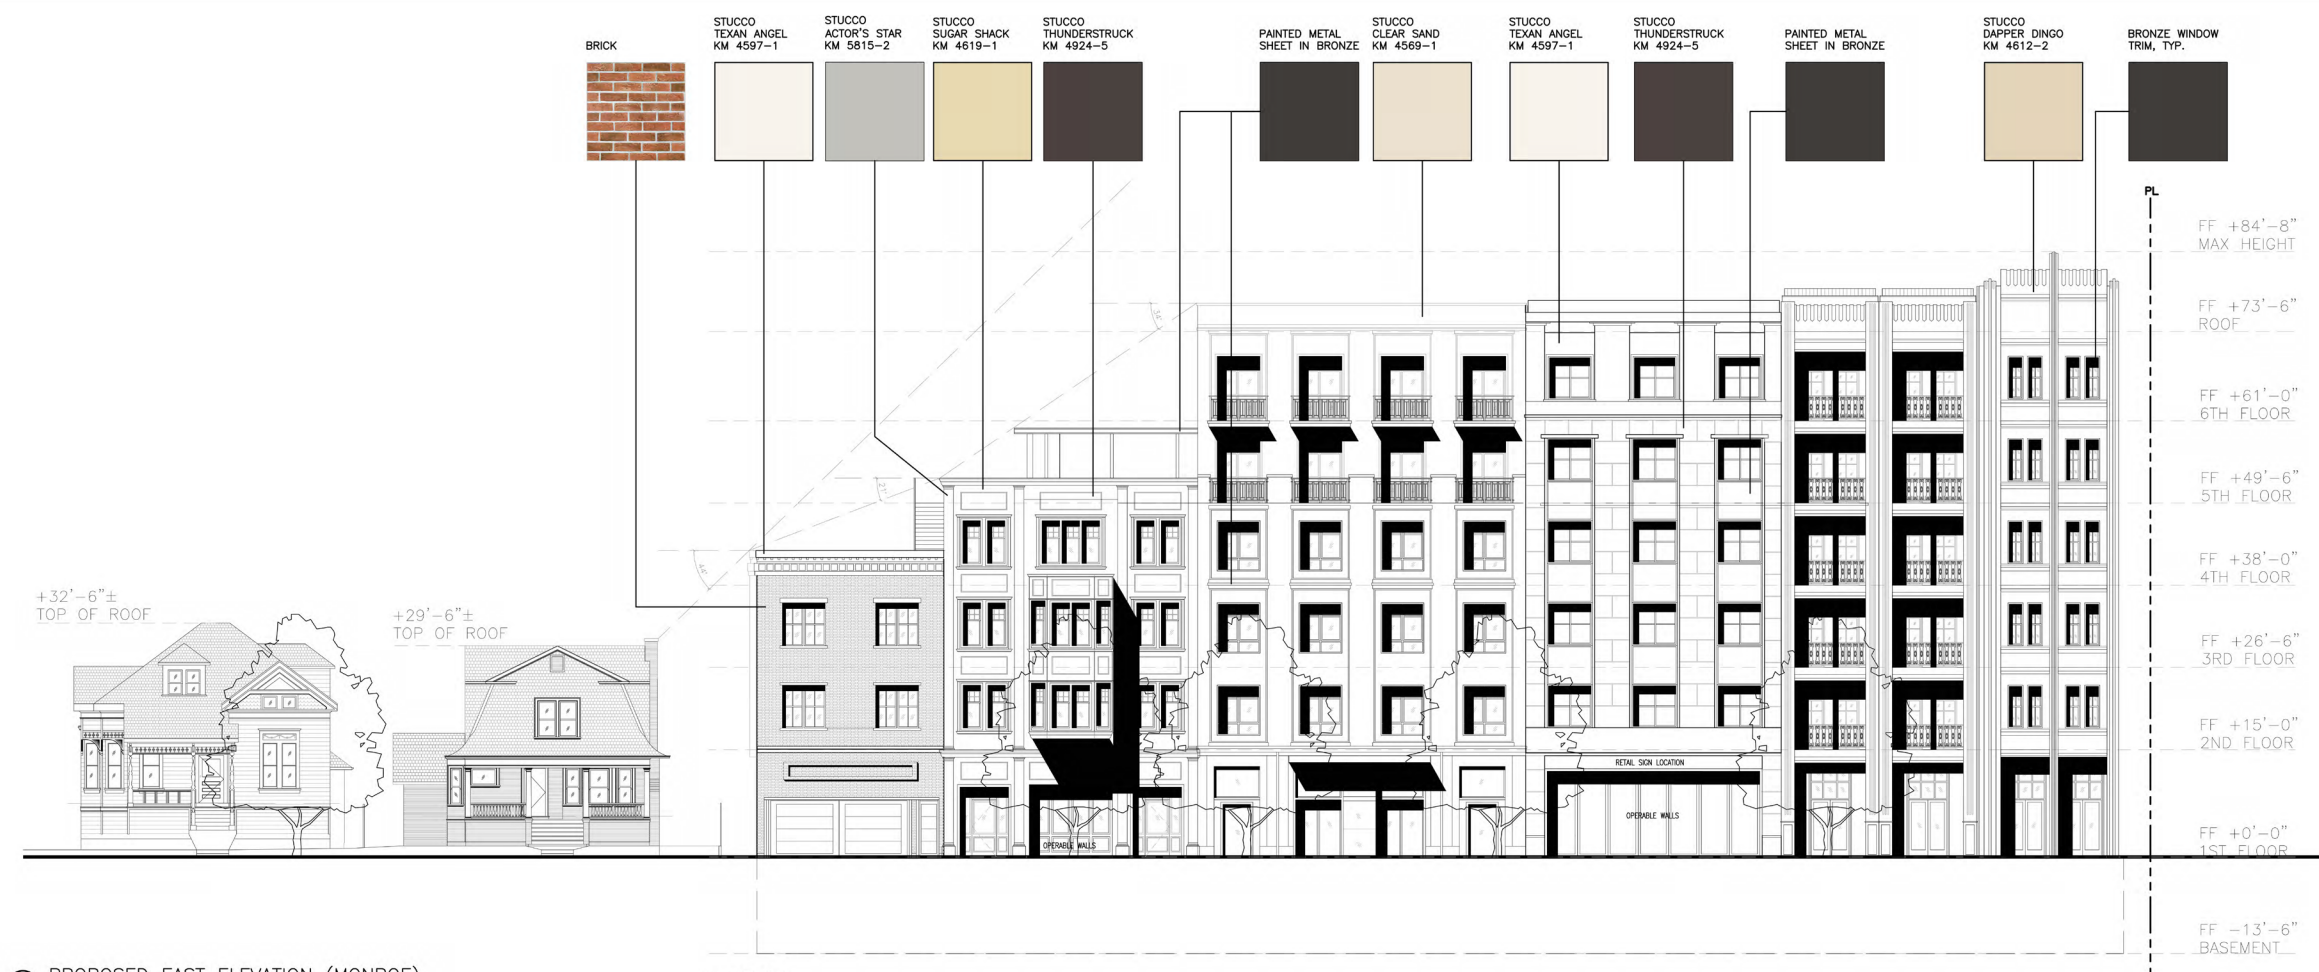 BRICK
STUCCO
TEXAN ANGEL
KM 4597-1
STUCCO
ACTOR'S STAR
KM 5815-2
STUCCO
SUGAR SHACK
KM 4619-1
STUCCO
THUNDERSTRUCK
KM 4924-5
PAINTED METAL
SHEET IN BRONZE
STUCCO
CLEAR SAND
KM 4569-1
STUCCO
TEXAN ANGEL
KM 4597-1
STUCCO
THUNDERSTRUCK
KM 4924-5
PAINTED METAL
SHEET IN BRONZE
STUCCO
DAPPER DINGO
KM 4612-2
BRONZE WINDOW
TRIM, TYP.
PL
FF +84'-8"
MAX HEIGHT
FF +73'-6"
ROOF
FF +61'-0"
6TH FLOOR
FF +49'-6"
5TH FLOOR
FF +38'-0"
4TH FLOOR
FF +26'-6"
3RD FLOOR
FF +15'-0"
2ND FLOOR
FF +0'-0"
1ST FLOOR
FF -13'-6"
BASEMENT
+32'-6"±
TOP OF ROOF
+29'-6"±
TOP OF ROOF
RETAIL SIGN LOCATION
OPERABLE WALLS
OPERABLE WALLS
PROPOSED EAST ELEVATION (MONROE)